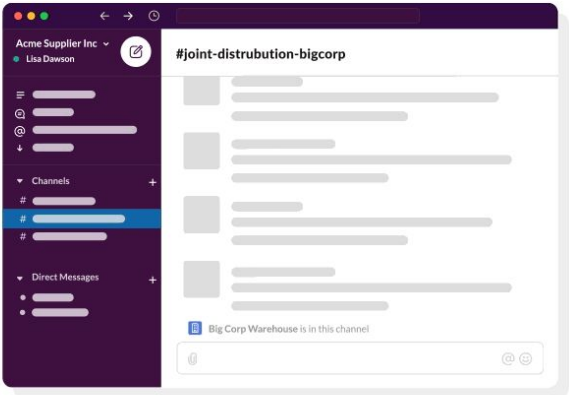 Acme Supplier Inc
Lisa Dawson
#joint-distrubution-bigcorp
Channels
Direct Messages
Big Corp Warehouse is in this channel